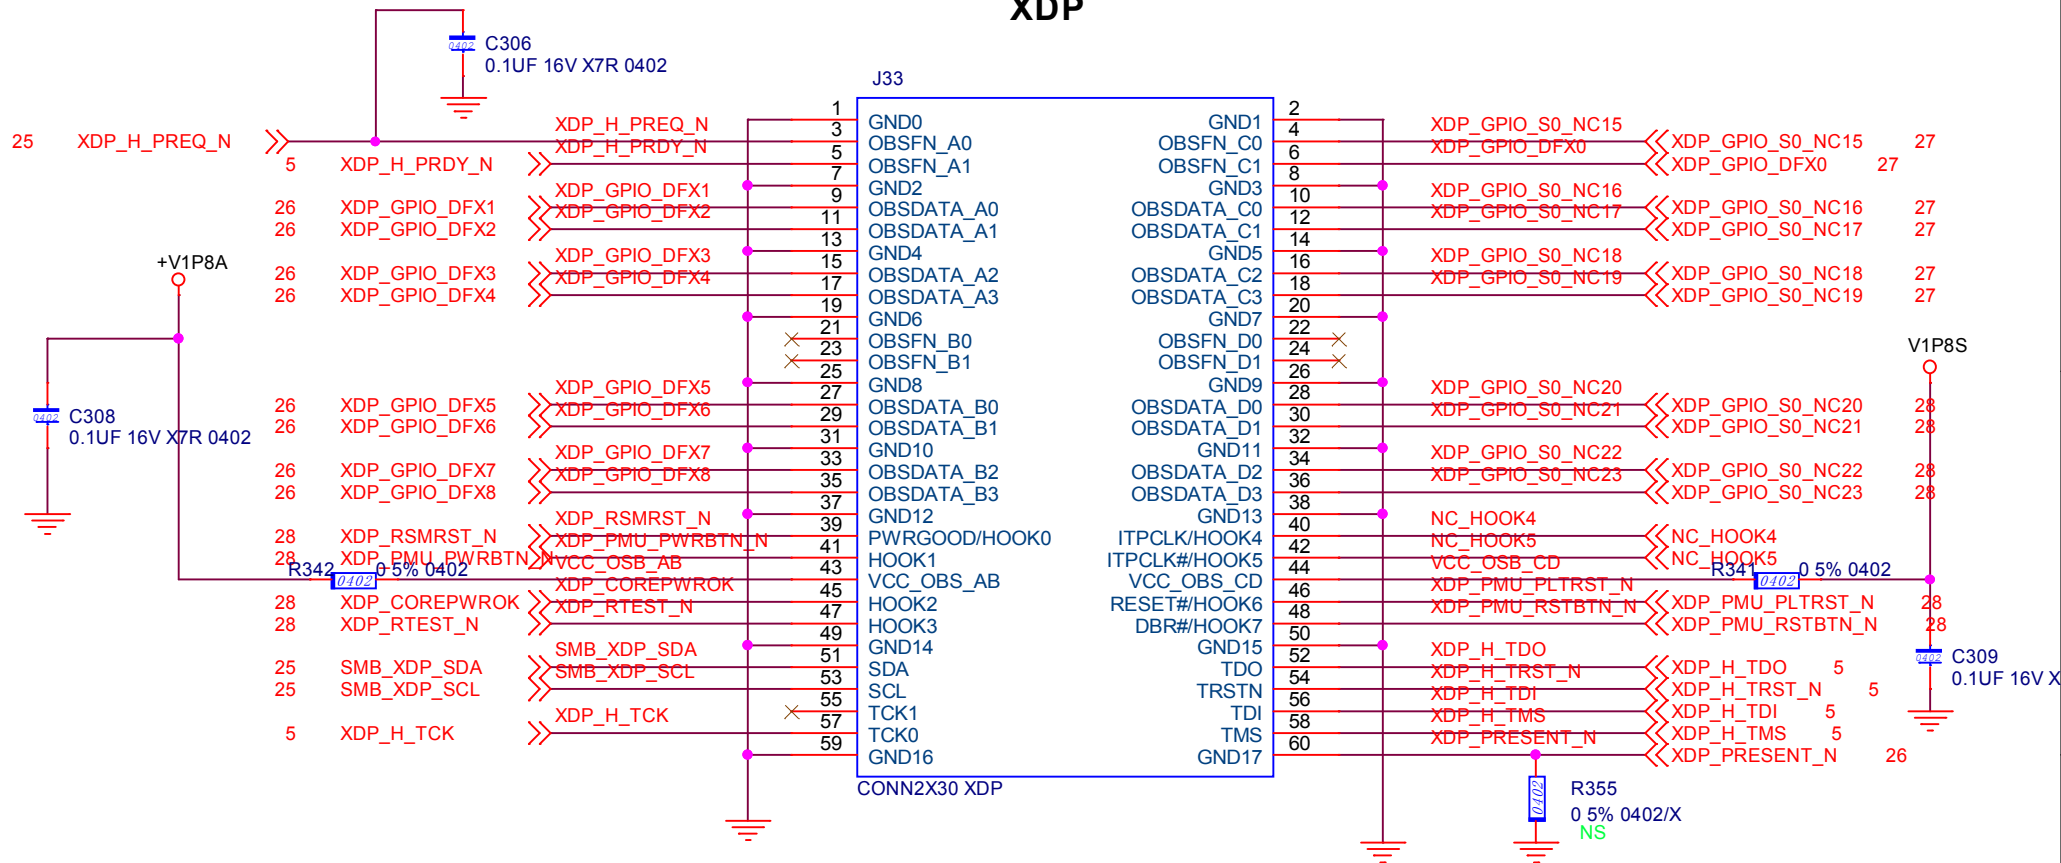 XDP
C306
0402
0.1UF 16V X7R 0402
J33
1 2
GND0 GND1
25 XDP_H_PREQ_N XDP_H_PREQ_N 3 OBSFN_A0 OBSFN_C0 4 XDP_GPIO_S0_NC15 XDP_GPIO_S0_NC15 27
5 XDP_H_PRDY_N XDP_H_PRDY_N 5 OBSFN_A1 OBSFN_C1 6 XDP_GPIO_DFX0 XDP_GPIO_DFX0 27
7 GND2 GND3 8
26 XDP_GPIO_DFX1 XDP_GPIO_DFX1 9 OBSDATA_A0 OBSDATA_C0 10 XDP_GPIO_S0_NC16 XDP_GPIO_S0_NC16 27
26 XDP_GPIO_DFX2 XDP_GPIO_DFX2 11 OBSDATA_A1 OBSDATA_C1 12 XDP_GPIO_S0_NC17 XDP_GPIO_S0_NC17 27
13 GND4 GND5 14
+V1P8A
26 XDP_GPIO_DFX3 XDP_GPIO_DFX3 15 OBSDATA_A2 OBSDATA_C2 16 XDP_GPIO_S0_NC18 XDP_GPIO_S0_NC18 27
26 XDP_GPIO_DFX4 XDP_GPIO_DFX4 17 OBSDATA_A3 OBSDATA_C3 18 XDP_GPIO_S0_NC19 XDP_GPIO_S0_NC19 27
19 GND6 GND7 20
21 OBSFN_B0 OBSFN_D0 22
23 OBSFN_B1 OBSFN_D1 24
V1P8S
25 GND8 GND9 26
26 XDP_GPIO_DFX5 XDP_GPIO_DFX5 27 OBSDATA_B0 OBSDATA_D0 28 XDP_GPIO_S0_NC20 XDP_GPIO_S0_NC20 28
C308
0402
0.1UF 16V X7R 0402
26 XDP_GPIO_DFX6 XDP_GPIO_DFX6 29 OBSDATA_B1 OBSDATA_D1 30 XDP_GPIO_S0_NC21 XDP_GPIO_S0_NC21 28
31 GND10 GND11 32
26 XDP_GPIO_DFX7 XDP_GPIO_DFX7 33 OBSDATA_B2 OBSDATA_D2 34 XDP_GPIO_S0_NC22 XDP_GPIO_S0_NC22 28
26 XDP_GPIO_DFX8 XDP_GPIO_DFX8 35 OBSDATA_B3 OBSDATA_D3 36 XDP_GPIO_S0_NC23 XDP_GPIO_S0_NC23 28
37 GND12 GND13 38
28 XDP_RSMRST_N XDP_RSMRST_N 39 PWRGOOD/HOOK0 ITPCLK/HOOK4 40 NC_HOOK4 NC_HOOK4
28 XDP_PMU_PWRBTN_N XDP_PMU_PWRBTN_N 41 HOOK1 ITPCLK#/HOOK5 42 NC_HOOK5 NC_HOOK5
R342 0402 0 5% 0402 VCC_OSB_AB 43 VCC_OBS_AB VCC_OBS_CD 44 VCC_OSB_CD R341 0402 0 5% 0402
28 XDP_COREPWROK XDP_COREPWROK 45 HOOK2 RESET#/HOOK6 46 XDP_PMU_PLTRST_N XDP_PMU_PLTRST_N 28
28 XDP_RTEST_N XDP_RTEST_N 47 HOOK3 DBR#/HOOK7 48 XDP_PMU_RSTBTN_N XDP_PMU_RSTBTN_N 28
49 GND14 GND15 50
25 SMB_XDP_SDA SMB_XDP_SDA 51 SDA TDO 52 XDP_H_TDO XDP_H_TDO 5
C309
0402
0.1UF 16V X
25 SMB_XDP_SCL SMB_XDP_SCL 53 SCL TRSTN 54 XDP_H_TRST_N XDP_H_TRST_N 5
55 TCK1 TDI 56 XDP_H_TDI XDP_H_TDI 5
5 XDP_H_TCK XDP_H_TCK 57 TCK0 TMS 58 XDP_H_TMS XDP_H_TMS 5
59 GND16 GND17 60 XDP_PRESENT_N XDP_PRESENT_N 26
CONN2X30 XDP
R355
0402
0 5% 0402/X
NS